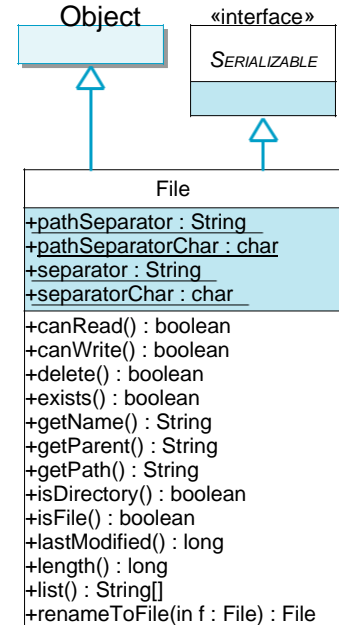 Object
«interface»
SERIALIZABLE
File
+pathSeparator : String
+pathSeparatorChar : char
+separator : String
+separatorChar : char
+canRead() : boolean
+canWrite() : boolean
+delete() : boolean
+exists() : boolean
+getName() : String
+getParent() : String
+getPath() : String
+isDirectory() : boolean
+isFile() : boolean
+lastModified() : long
+length() : long
+list() : String[]
+renameToFile(in f : File) : File